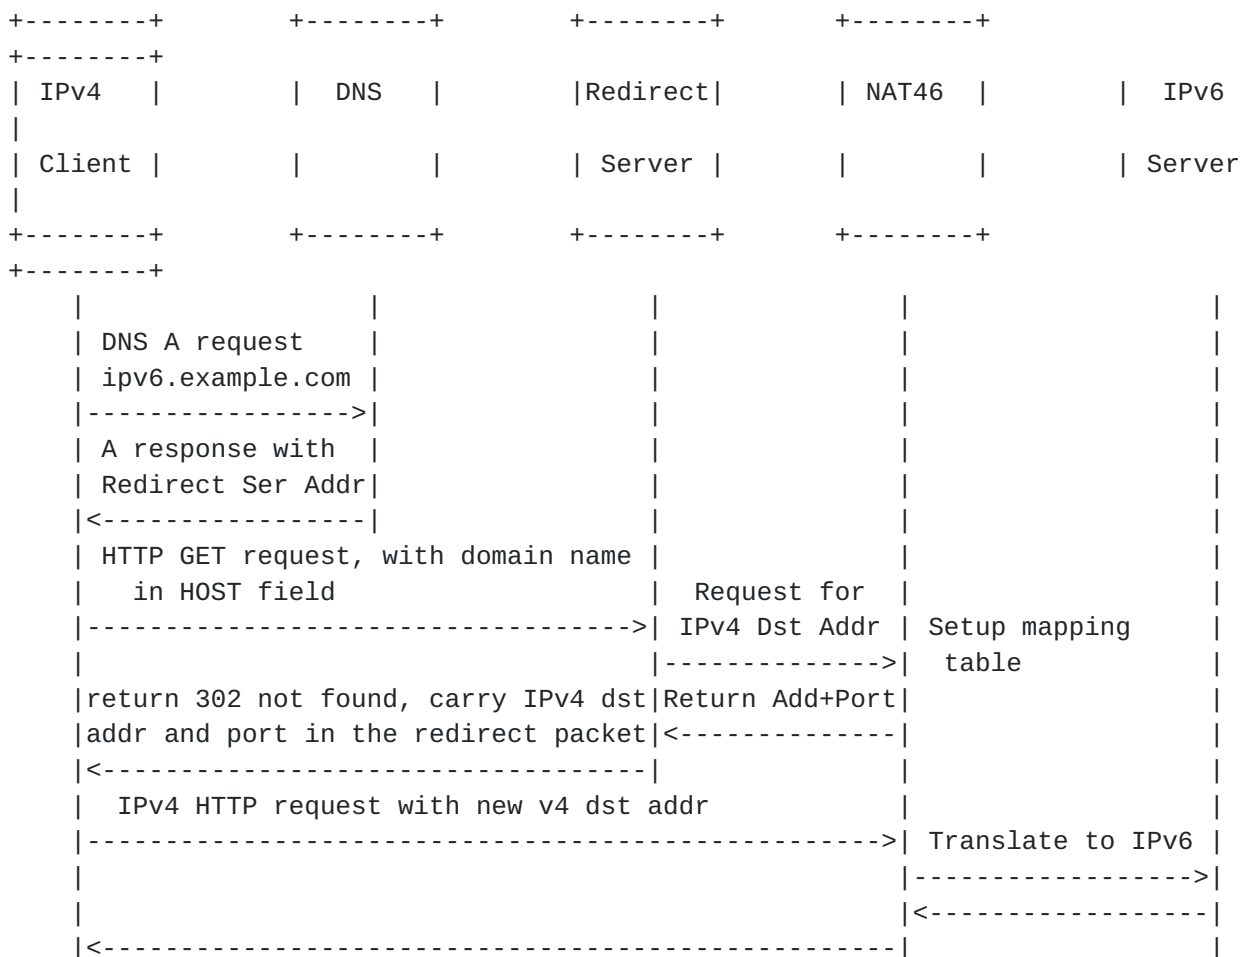 +--------+        +--------+        +--------+       +--------+
+--------+
| IPv4   |        |  DNS   |        |Redirect|       | NAT46  |        |  IPv6
|
| Client |        |        |        | Server |       |        |        | Server
|
+--------+        +--------+        +--------+       +--------+
+--------+
    |                  |                 |               |                   |
    | DNS A request    |                 |               |                   |
    | ipv6.example.com |                 |               |                   |
    |----------------->|                 |               |                   |
    | A response with  |                 |               |                   |
    | Redirect Ser Addr|                 |               |                   |
    |<-----------------|                 |               |                   |
    | HTTP GET request, with domain name |               |                   |
    |   in HOST field                    |  Request for  |                   |
    |----------------------------------->| IPv4 Dst Addr | Setup mapping     |
    |                                    |-------------->|  table            |
    |return 302 not found, carry IPv4 dst|Return Add+Port|                   |
    |addr and port in the redirect packet|<--------------|                   |
    |<-----------------------------------|               |                   |
    |  IPv4 HTTP request with new v4 dst addr            |                   |
    |--------------------------------------------------->| Translate to IPv6 |
    |                                                    |------------------>|
    |                                                    |<------------------|
    |<---------------------------------------------------|                   |